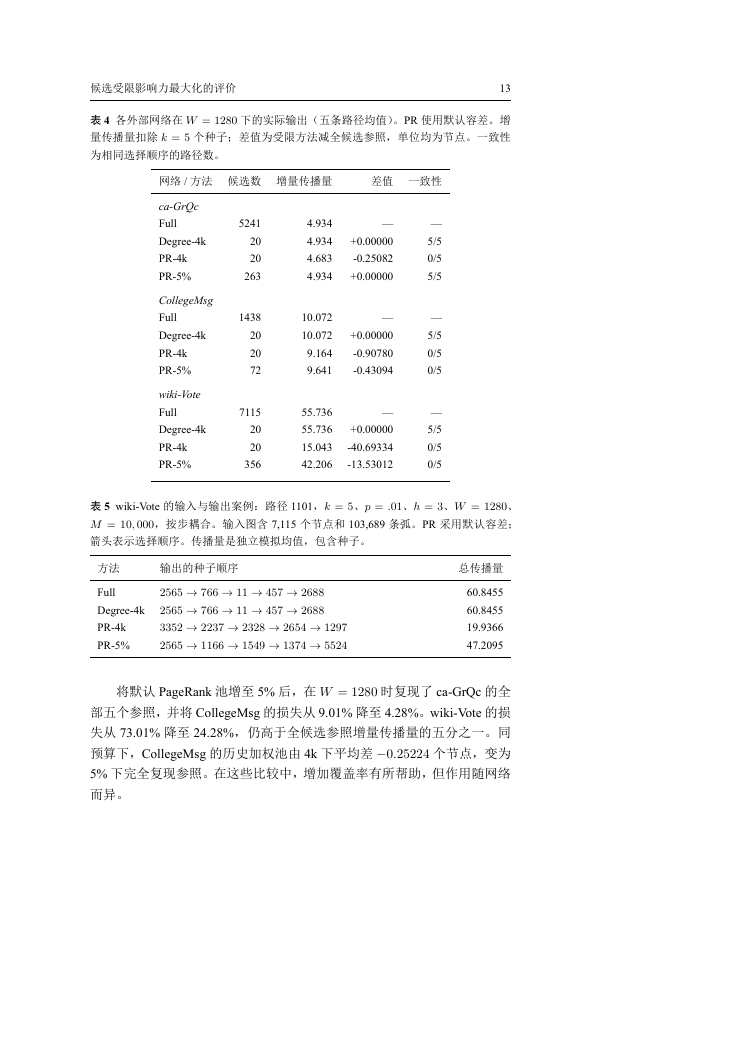 候选受限影响力最大化的评价 13
表 4 各外部网络在 W = 1280 下的实际输出（五条路径均值）。PR 使用默认容差。增
量传播量扣除 k = 5 个种子；差值为受限方法减全候选参照，单位均为节点。一致性
为相同选择顺序的路径数。
网络 / 方法 候选数 增量传播量 差值 一致性
ca-GrQc
Full 5241 4.934 — —
Degree-4k 20 4.934 +0.00000 5/5
PR-4k 20 4.683 -0.25082 0/5
PR-5% 263 4.934 +0.00000 5/5
CollegeMsg
Full 1438 10.072 — —
Degree-4k 20 10.072 +0.00000 5/5
PR-4k 20 9.164 -0.90780 0/5
PR-5% 72 9.641 -0.43094 0/5
wiki-Vote
Full 7115 55.736 — —
Degree-4k 20 55.736 +0.00000 5/5
PR-4k 20 15.043 -40.69334 0/5
PR-5% 356 42.206 -13.53012 0/5
表 5 wiki-Vote 的输入与输出案例：路径 1101，k = 5、p = .01、h = 3、W = 1280、
M = 10,000，按步耦合。输入图含 7,115 个节点和 103,689 条弧。PR 采用默认容差；
箭头表示选择顺序。传播量是独立模拟均值，包含种子。
方法 输出的种子顺序 总传播量
Full 2565 → 766 → 11 → 457 → 2688 60.8455
Degree-4k 2565 → 766 → 11 → 457 → 2688 60.8455
PR-4k 3352 → 2237 → 2328 → 2654 → 1297 19.9366
PR-5% 2565 → 1166 → 1549 → 1374 → 5524 47.2095
将默认 PageRank 池增至 5% 后，在 W = 1280 时复现了 ca-GrQc 的全
部五个参照，并将 CollegeMsg 的损失从 9.01% 降至 4.28%。wiki-Vote 的损
失从 73.01% 降至 24.28%，仍高于全候选参照增量传播量的五分之一。同
预算下，CollegeMsg 的历史加权池由 4k 下平均差 −0.25224 个节点，变为
5% 下完全复现参照。在这些比较中，增加覆盖率有所帮助，但作用随网络
而异。